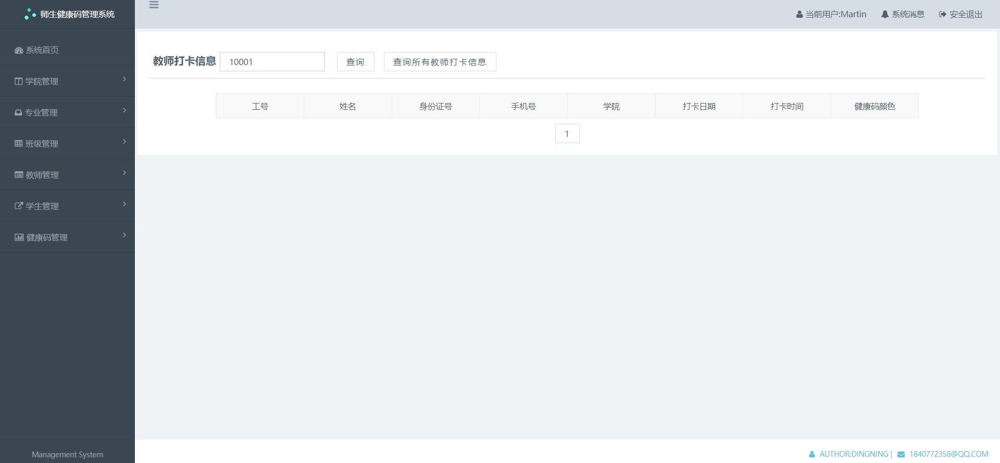 师生健康码管理系统
当前用户:Martin 系统消息 安全退出
系统首页
学院管理
专业管理
班级管理
教师管理
学生管理
健康码管理
Management System
教师打卡信息 10001 查询 查询所有教师打卡信息
工号 姓名 身份证号 手机号 学院 打卡日期 打卡时间 健康码颜色
1
AUTHOR:DINGNING | 1840772358@QQ.COM